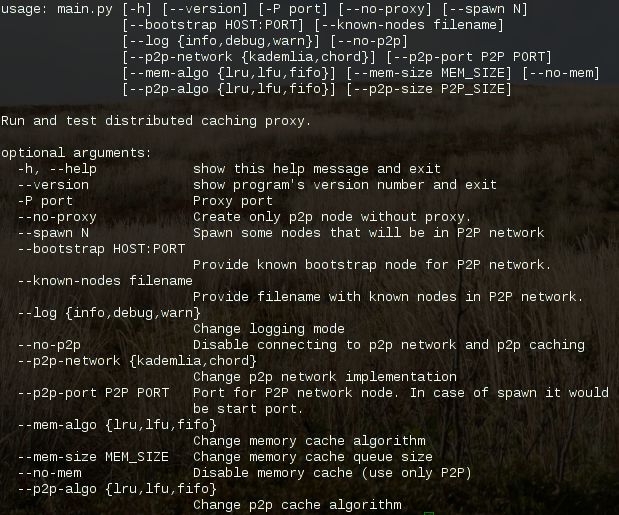 usage: main.py [-h] [--version] [-P port] [--no-proxy] [--spawn N]
[--bootstrap HOST:PORT] [--known-nodes filename]
[--log {info,debug,warn}] [--no-p2p]
[--p2p-network {kademlia,chord}] [--p2p-port P2P PORT]
[--mem-algo {lru,lfu,fifo}] [--mem-size MEM_SIZE] [--no-mem]
[--p2p-algo {lru,lfu,fifo}] [--p2p-size P2P_SIZE]
Run and test distributed caching proxy.
optional arguments:
-h, --help show this help message and exit
--version show program's version number and exit
-P port Proxy port
--no-proxy Create only p2p node without proxy.
--spawn N Spawn some nodes that will be in P2P network
--bootstrap HOST:PORT
Provide known bootstrap node for P2P network.
--known-nodes filename
Provide filename with known nodes in P2P network.
--log {info,debug,warn}
Change logging mode
--no-p2p Disable connecting to p2p network and p2p caching
--p2p-network {kademlia,chord}
Change p2p network implementation
--p2p-port P2P PORT Port for P2P network node. In case of spawn it would
be start port.
--mem-algo {lru,lfu,fifo}
Change memory cache algorithm
--mem-size MEM_SIZE Change memory cache queue size
--no-mem Disable memory cache (use only P2P)
--p2p-algo {lru,lfu,fifo}
Change p2p cache algorithm